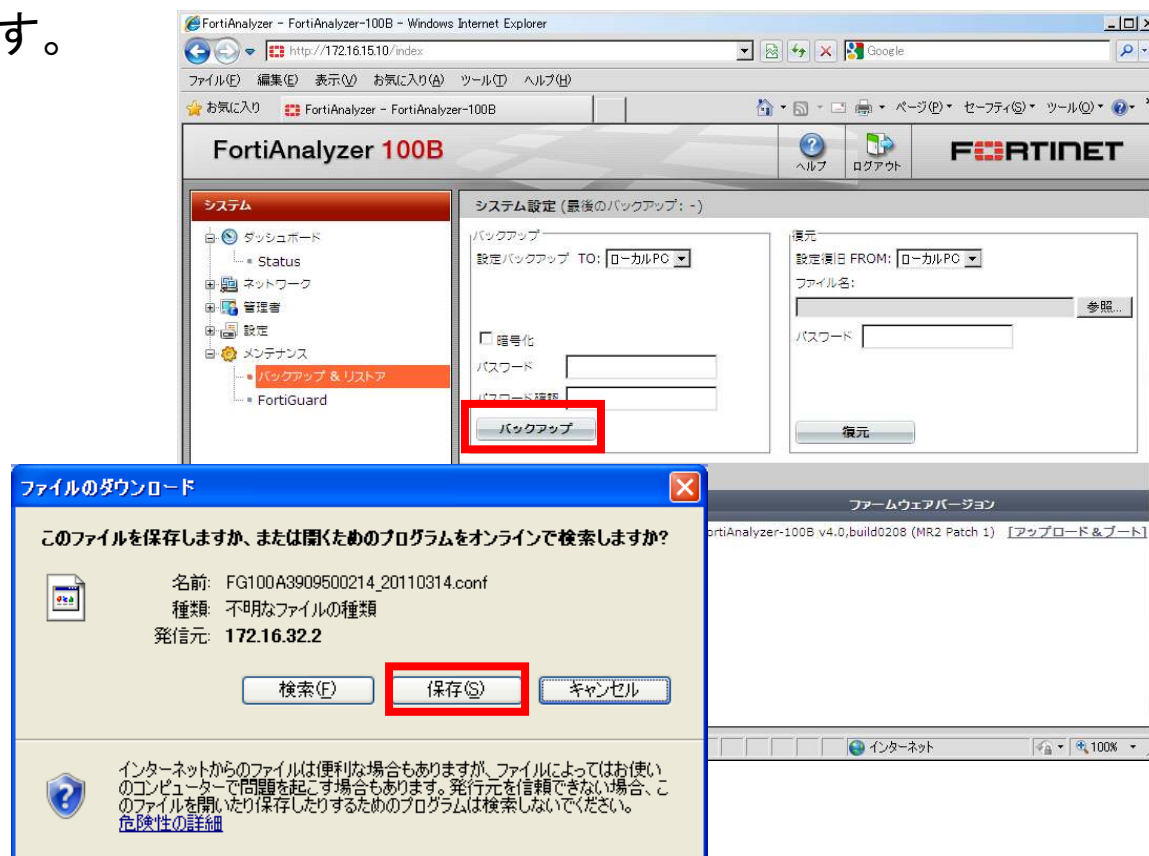 す。
FortiAnalyzer - FortiAnalyzer-100B - Windows Internet Explorer
http://172.16.15.10/index
Google
ファイル(F) 編集(E) 表示(V) お気に入り(A) ツール(T) ヘルプ(H)
お気に入り FortiAnalyzer - FortiAnalyzer-100B ページ(P) セーフティ(S) ツール(O)
FortiAnalyzer 100B
ヘルプ
ログアウト
FORTINET
システム
ダッシュボード
Status
ネットワーク
管理者
設定
メンテナンス
バックアップ & リストア
FortiGuard
システム設定 (最後のバックアップ: -)
バックアップ
設定バックアップ TO: ローカルPC
暗号化
パスワード
パスワード確認
バックアップ
復元
設定復旧 FROM: ローカルPC
ファイル名:
参照...
パスワード
復元
ファームウェアバージョン
ortiAnalyzer-100B v4.0,build0208 (MR2 Patch 1) [アップロード&ブート]
インターネット 100%
ファイルのダウンロード
このファイルを保存しますか、または開くためのプログラムをオンラインで検索しますか?
名前: FG100A3909500214_20110314.conf
種類: 不明なファイルの種類
発信元: 172.16.32.2
検索(F) 保存(S) キャンセル
インターネットからのファイルは便利な場合もありますが、ファイルによってはお使い
のコンピューターで問題を起こす場合もあります。発行元を信頼できない場合、こ
のファイルを開いたり保存したりするためのプログラムは検索しないでください。
危険性の詳細